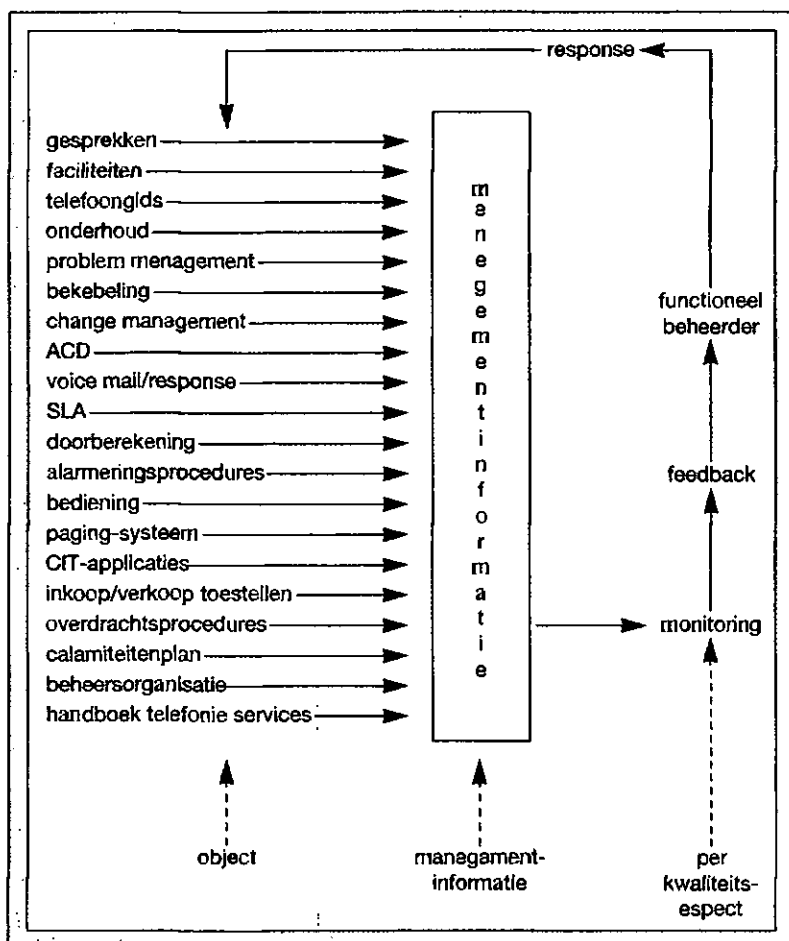 response
gesprekken
faciliteiten
telefoongids
onderhoud
problem menagement
bekebeling
change management
ACD
voice mail/response
SLA
doorberekening
alarmeringsprocedures
bediening
paging-systeem
CIT-applicaties
inkoop/verkoop toestellen
overdrachtsprocedures
calamiteitenplan
beheersorganisatie
handboek telefonie services
menegementinformatie
functioneel
beheerder
feedback
monitoring
object
managament-
informatie
per
kwaliteits-
espect